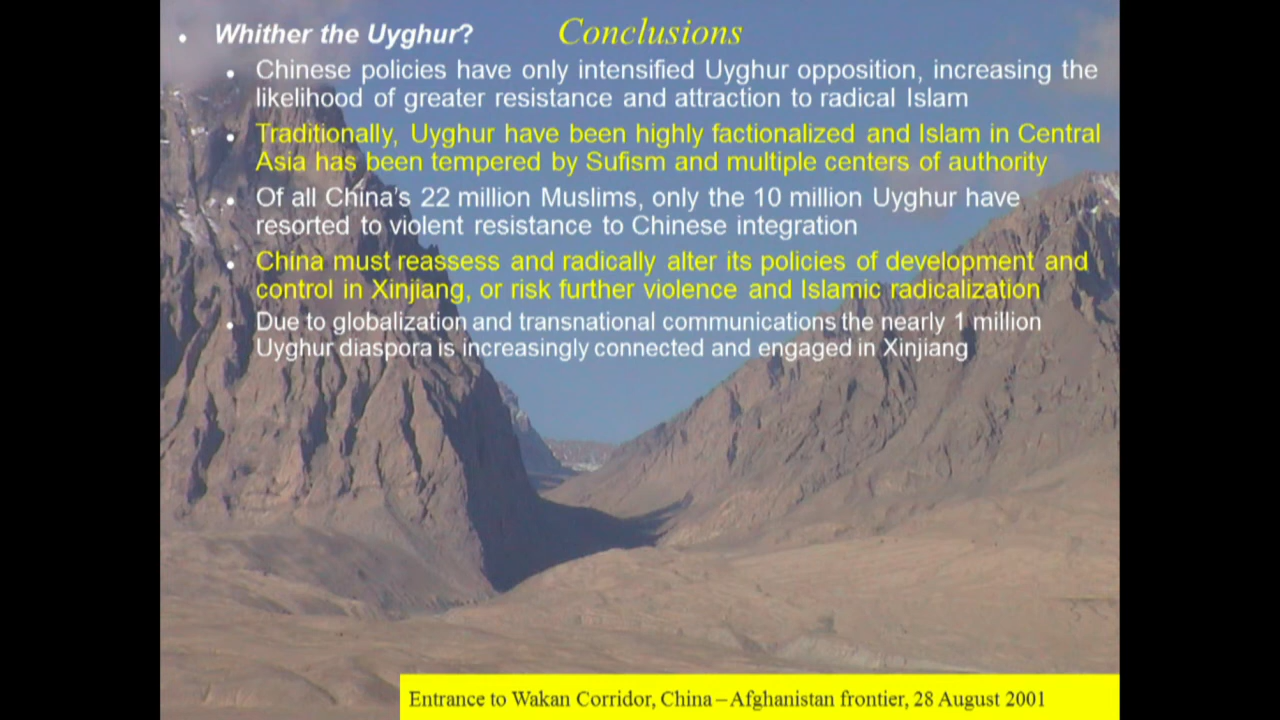 Conclusions
• Whither the Uyghur?
• Chinese policies have only intensified Uyghur opposition, increasing the
likelihood of greater resistance and attraction to radical Islam
• Traditionally, Uyghur have been highly factionalized and Islam in Central
Asia has been tempered by Sufism and multiple centers of authority
• Of all China's 22 million Muslims, only the 10 million Uyghur have
resorted to violent resistance to Chinese integration
• China must reassess and radically alter its policies of development and
control in Xinjiang, or risk further violence and Islamic radicalization
• Due to globalization and transnational communications the nearly 1 million
Uyghur diaspora is increasingly connected and engaged in Xinjiang
Entrance to Wakan Corridor, China – Afghanistan frontier, 28 August 2001